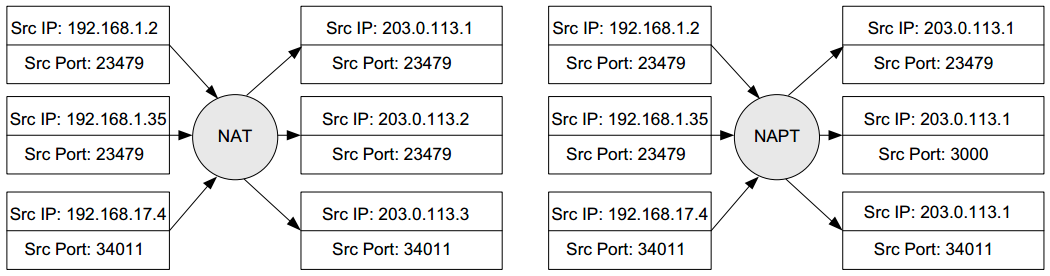 Src IP: 192.168.1.2
Src Port: 23479
Src IP: 192.168.1.35
Src Port: 23479
Src IP: 192.168.17.4
Src Port: 34011
NAT
Src IP: 203.0.113.1
Src Port: 23479
Src IP: 203.0.113.2
Src Port: 23479
Src IP: 203.0.113.3
Src Port: 34011
Src IP: 192.168.1.2
Src Port: 23479
Src IP: 192.168.1.35
Src Port: 23479
Src IP: 192.168.17.4
Src Port: 34011
NAPT
Src IP: 203.0.113.1
Src Port: 23479
Src IP: 203.0.113.1
Src Port: 3000
Src IP: 203.0.113.1
Src Port: 34011